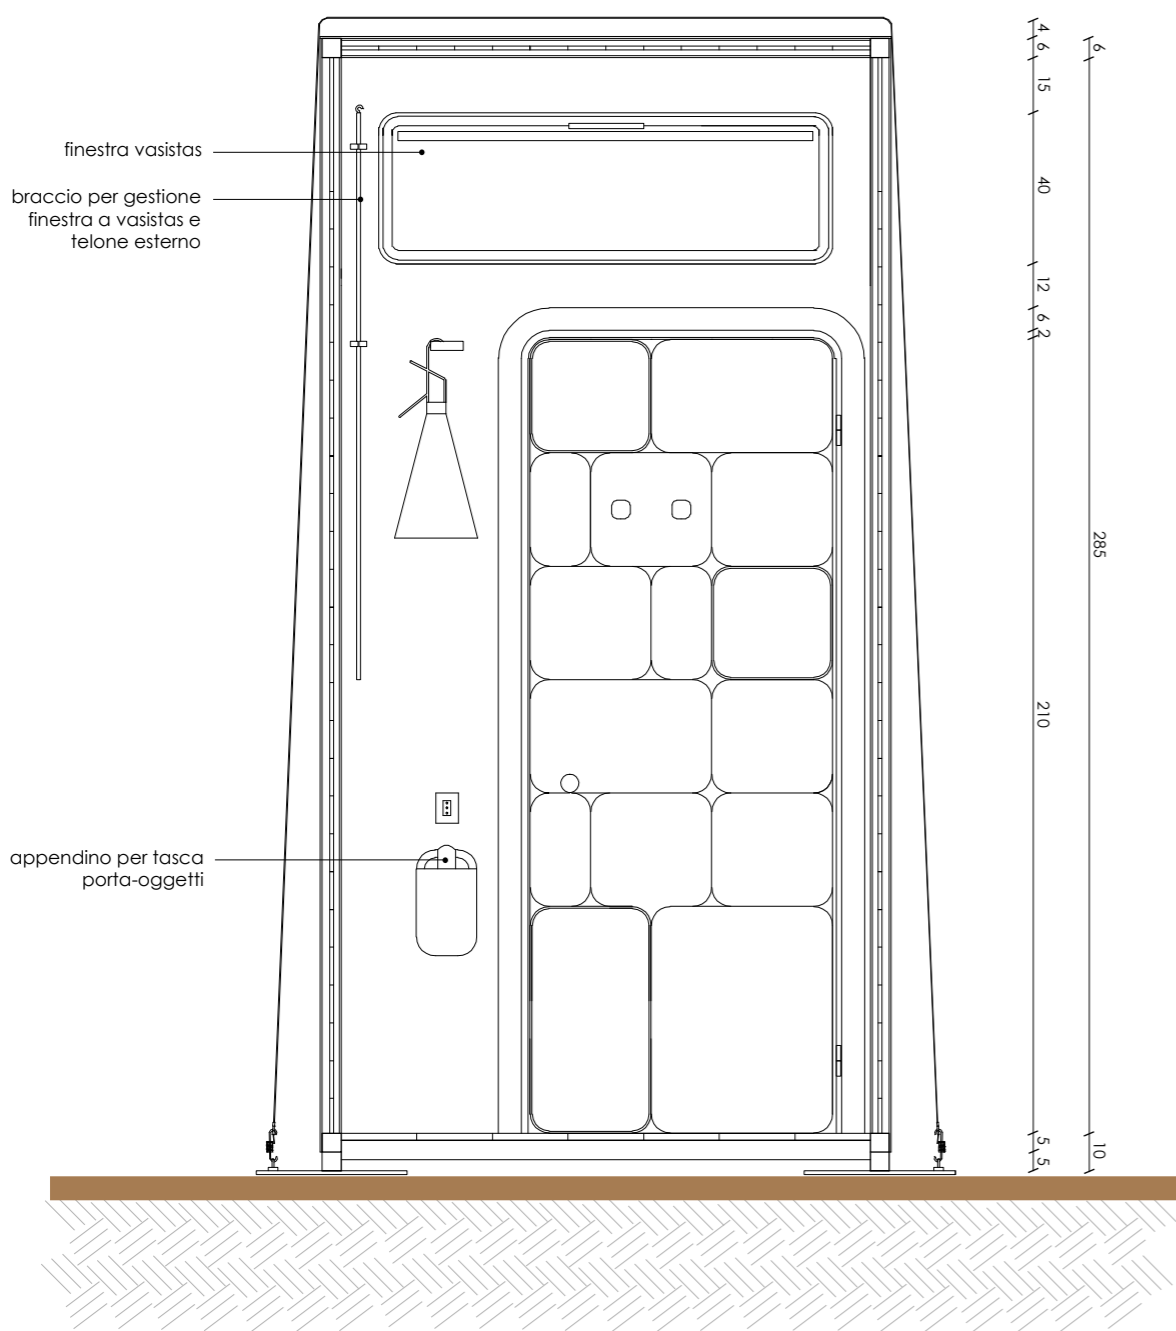 finestra vasistas
braccio per gestione
finestra a vasistas e
telone esterno
appendino per tasca
porta-oggetti
4
6
15
40
12
6
2
210
5
5
6
285
10